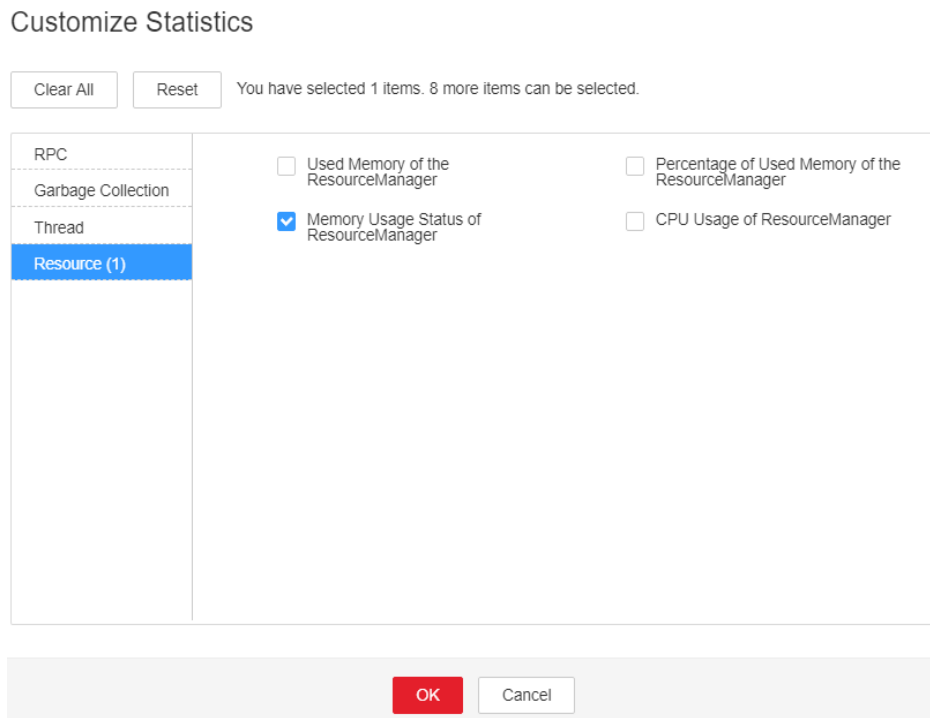 Customize Statistics
Clear All
Reset
You have selected 1 items. 8 more items can be selected.
RPC
Garbage Collection
Thread
Resource (1)
Used Memory of the
ResourceManager
Percentage of Used Memory of the
ResourceManager
Memory Usage Status of
ResourceManager
CPU Usage of ResourceManager
OK
Cancel